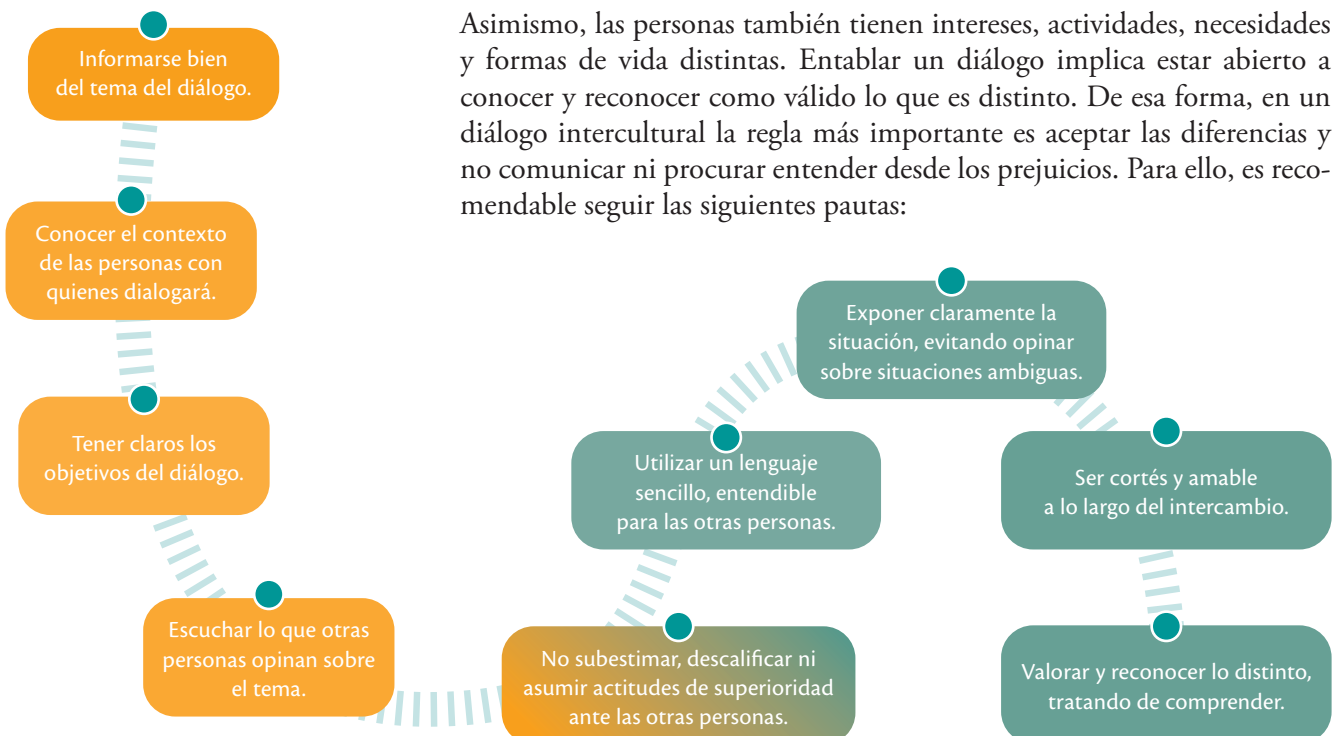 Asimismo, las personas también tienen intereses, actividades, necesidades
y formas de vida distintas. Entablar un diálogo implica estar abierto a
conocer y reconocer como válido lo que es distinto. De esa forma, en un
diálogo intercultural la regla más importante es aceptar las diferencias y
no comunicar ni procurar entender desde los prejuicios. Para ello, es reco-
mendable seguir las siguientes pautas:
Informarse bien
del tema del diálogo.
Conocer el contexto
de las personas con
quienes dialogará.
Tener claros los
objetivos del diálogo.
Escuchar lo que otras
personas opinan sobre
el tema.
No subestimar, descalificar ni
asumir actitudes de superioridad
ante las otras personas.
Utilizar un lenguaje
sencillo, entendible
para las otras personas.
Exponer claramente la
situación, evitando opinar
sobre situaciones ambiguas.
Ser cortés y amable
a lo largo del intercambio.
Valorar y reconocer lo distinto,
tratando de comprender.